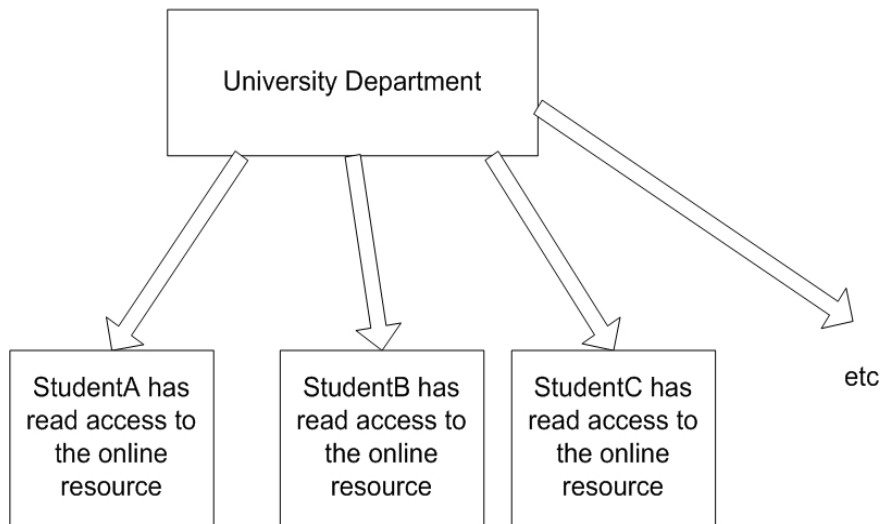 University Department
StudentA has
read access to
the online
resource
StudentB has
read access to
the online
resource
StudentC has
read access to
the online
resource
etc